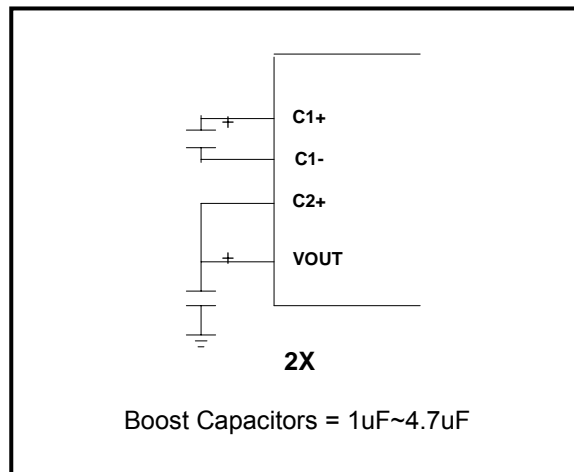 +
C1+
C1-
C2+
+
VOUT
2X
Boost Capacitors = 1uF~4.7uF